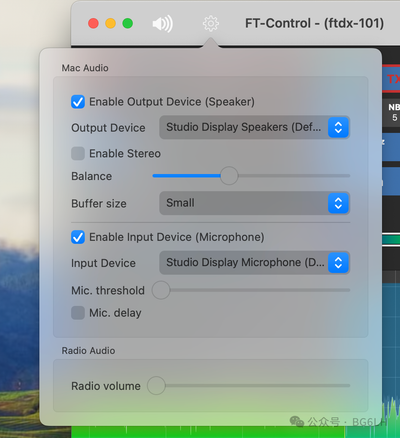 FT-Control - (ftdx-101)
Mac Audio
Enable Output Device (Speaker)
Output Device Studio Display Speakers (Def...
Enable Stereo
Balance
Buffer size Small
Enable Input Device (Microphone)
Input Device Studio Display Microphone (D...
Mic. threshold
Mic. delay
Radio Audio
Radio volume
NB
5
公众号 · BG6LH